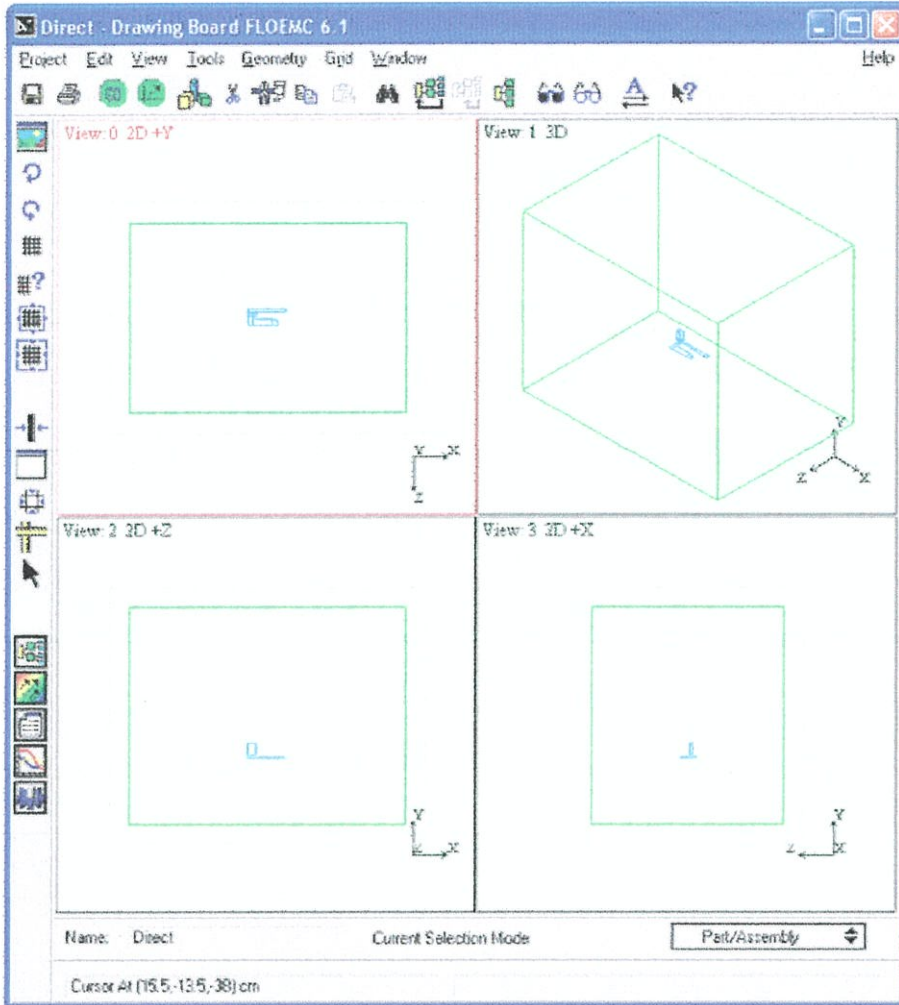 Direct - Drawing Board FLOEMC 6.1
Project Edit View Tools Geometry Grid Window Help
View: 0 2D +Y
View: 1 3D
X
Y
Z
Y
Z
X
View: 2 2D +Z
View: 3 2D +X
Y
Z
X
Y
Z
X
Name: Direct Current Selection Mode Part/Assembly
Cursor At (15.5,-13.5,-38) cm